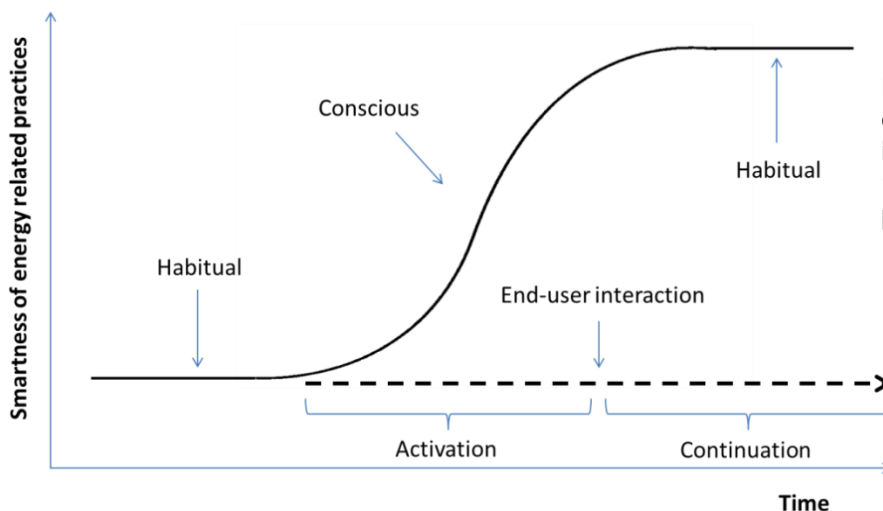 Smartness of energy related practices
Conscious
Habitual
Habitual
End-user interaction
Activation
Continuation
Time